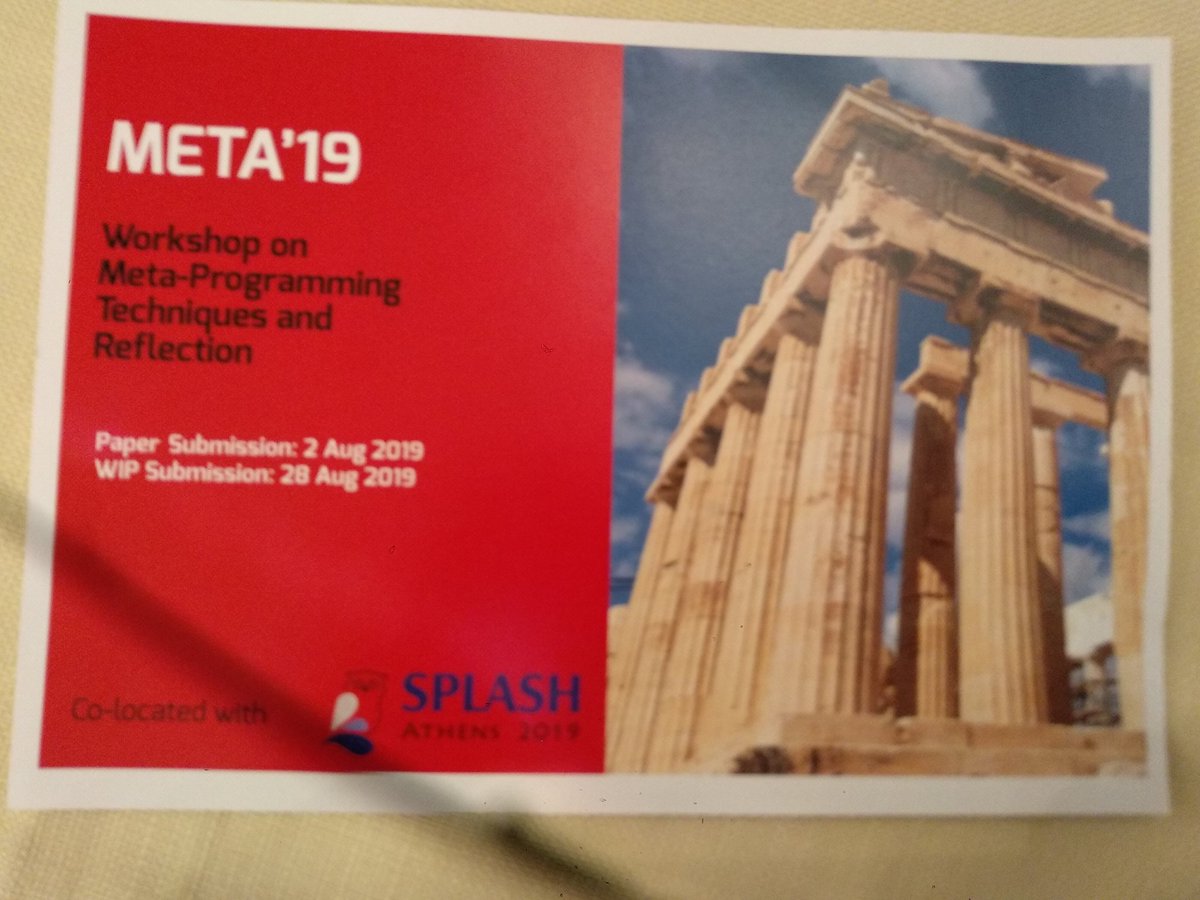 META'19
Workshop on
Meta-Programming
Techniques and
Reflection
Paper Submission: 2 Aug 2019
WIP Submission: 28 Aug 2019
Co-located with
SPLASH
ATHENS 2019